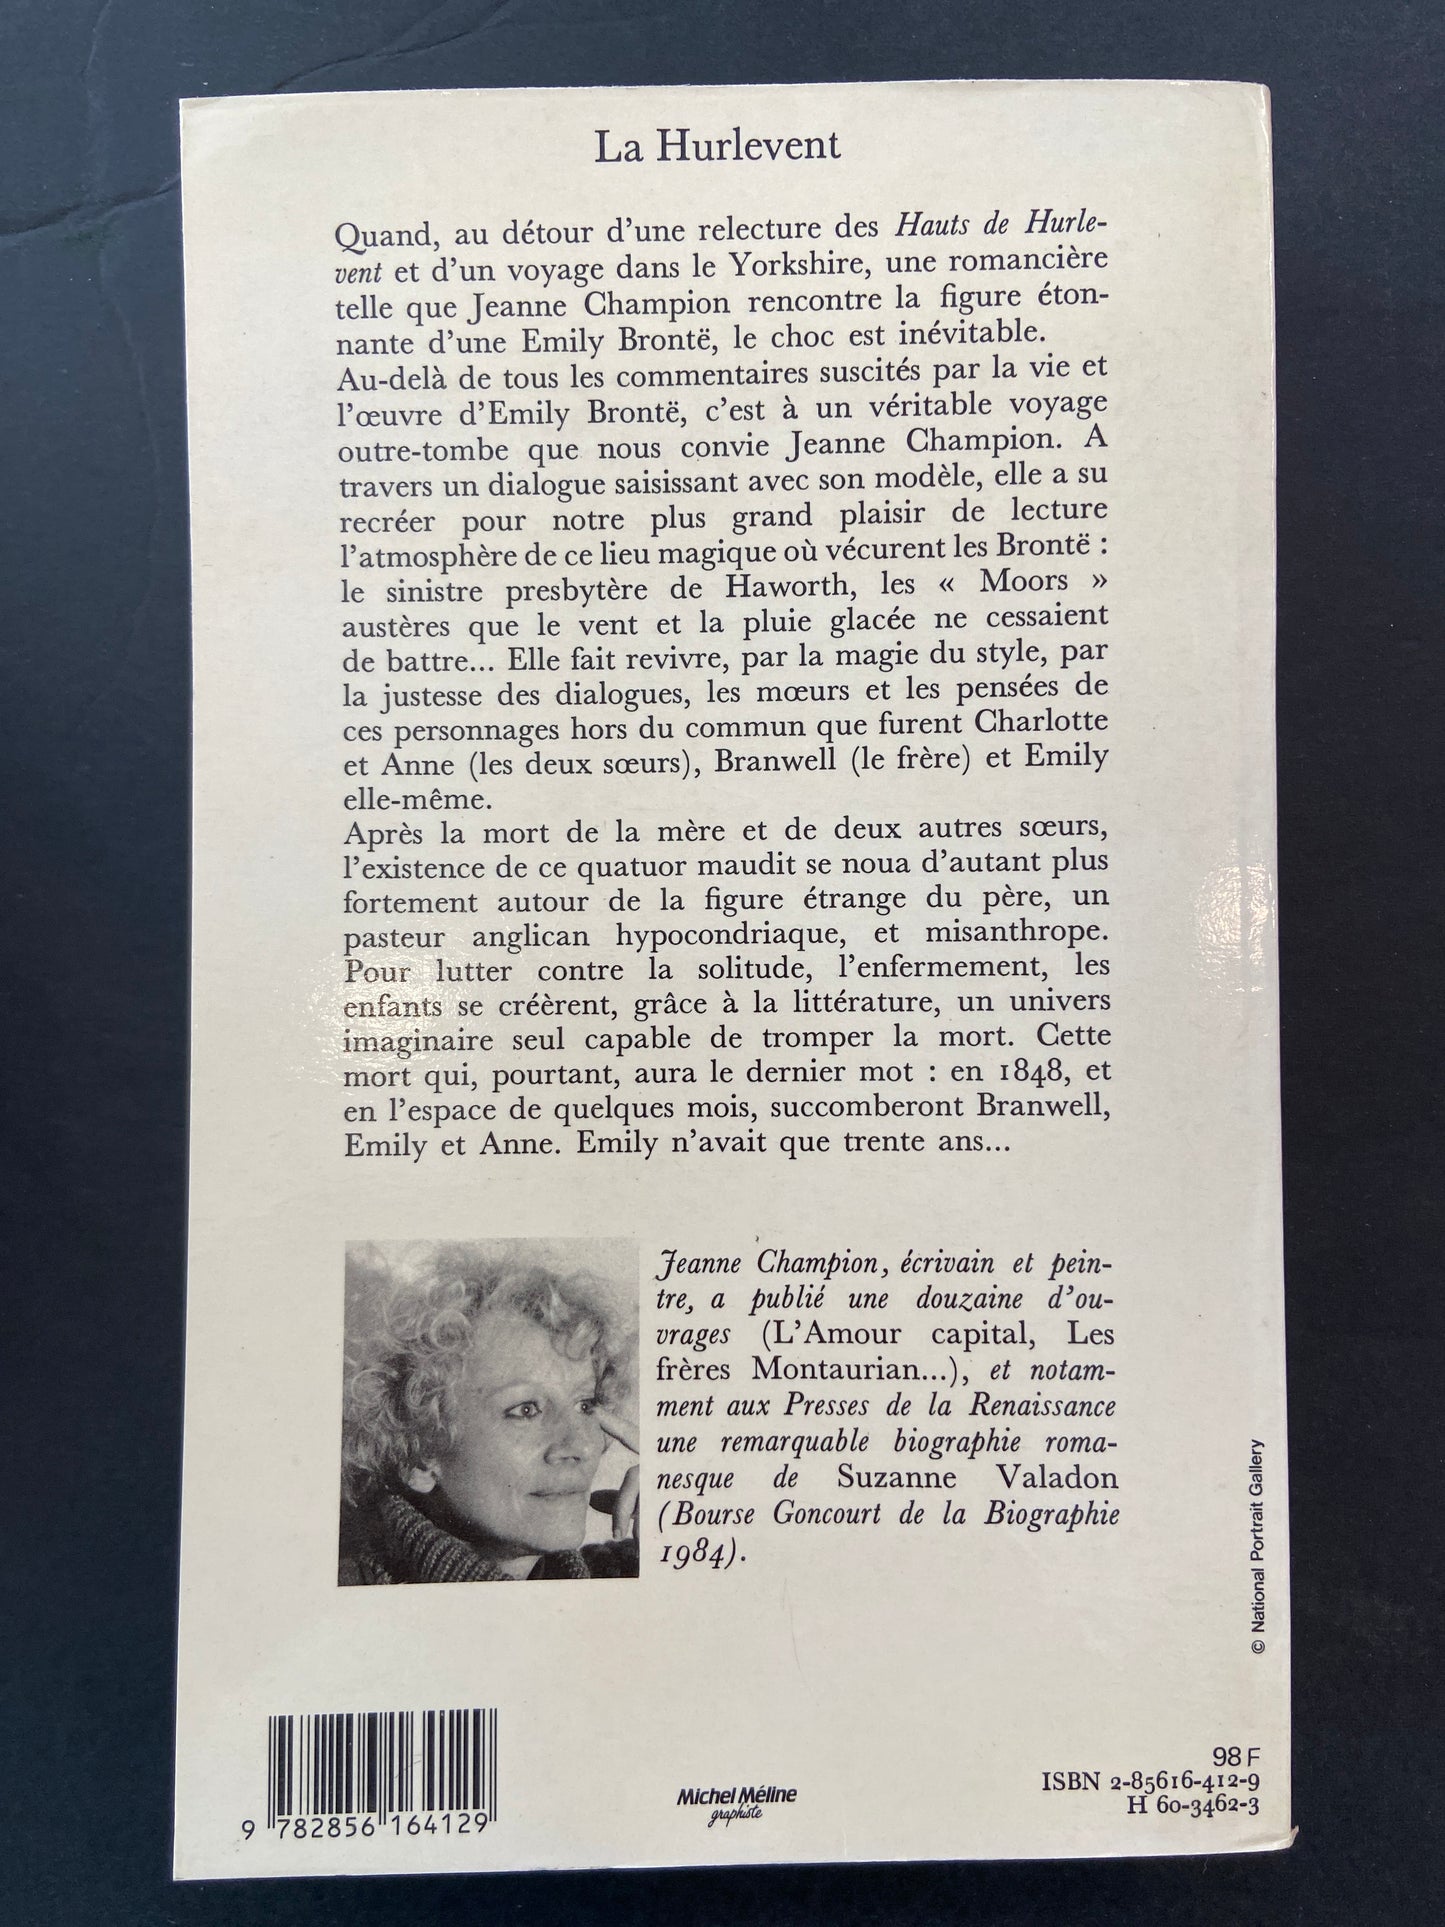 La Hurlevent
Quand, au détour d'une relecture des Hauts de Hurle-
vent et d'un voyage dans le Yorkshire, une romancière
telle que Jeanne Champion rencontre la figure éton-
nante d'une Emily Brontë, le choc est inévitable.
Au-delà de tous les commentaires suscités par la vie et
l'œuvre d'Emily Brontë, c'est à un véritable voyage
outre-tombe que nous convie Jeanne Champion. A
travers un dialogue saisissant avec son modèle, elle a su
recréer pour notre plus grand plaisir de lecture
l'atmosphère de ce lieu magique où vécurent les Brontë :
le sinistre presbytère de Haworth, les « Moors »
austères que le vent et la pluie glacée ne cessaient
de battre... Elle fait revivre, par la magie du style, par
la justesse des dialogues, les mœurs et les pensées de
ces personnages hors du commun que furent Charlotte
et Anne (les deux sœurs), Branwell (le frère) et Emily
elle-même.
Après la mort de la mère et de deux autres sœurs,
l'existence de ce quatuor maudit se noua d'autant plus
fortement autour de la figure étrange du père, un
pasteur anglican hypocondriaque, et misanthrope.
Pour lutter contre la solitude, l'enfermement, les
enfants se créèrent, grâce à la littérature, un univers
imaginaire seul capable de tromper la mort. Cette
mort qui, pourtant, aura le dernier mot : en 1848, et
en l'espace de quelques mois, succomberont Branwell,
Emily et Anne. Emily n'avait que trente ans...
Jeanne Champion, écrivain et pein-
tre, a publié une douzaine d'ou-
vrages (L'Amour capital, Les
frères Montaurian...), et notam-
ment aux Presses de la Renaissance
une remarquable biographie roma-
nesque de Suzanne Valadon
(Bourse Goncourt de la Biographie
1984).
© National Portrait Gallery
9 782856 164129
Michel Méline
graphiste
98 F
ISBN 2-85616-412-9
H 60-3462-3